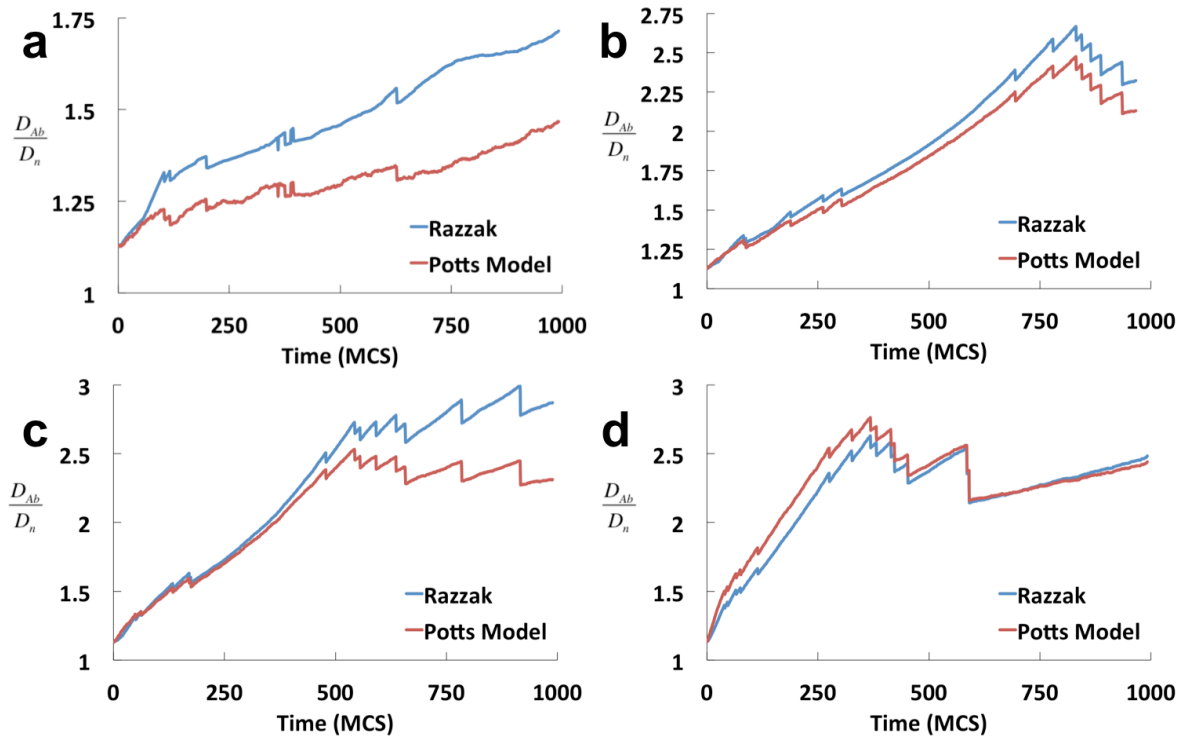 a
1.75
1.5
1.25
1
D_Ab
D_n
Razzak
Potts Model
0 250 500 750 1000
Time (MCS)
b
2.75
2.5
2.25
2
1.75
1.5
1.25
1
D_Ab
D_n
Razzak
Potts Model
0 250 500 750 1000
Time (MCS)
c
3
2.5
2
1.5
1
D_Ab
D_n
Razzak
Potts Model
0 250 500 750 1000
Time (MCS)
d
3
2.5
2
1.5
1
D_Ab
D_n
Razzak
Potts Model
0 250 500 750 1000
Time (MCS)